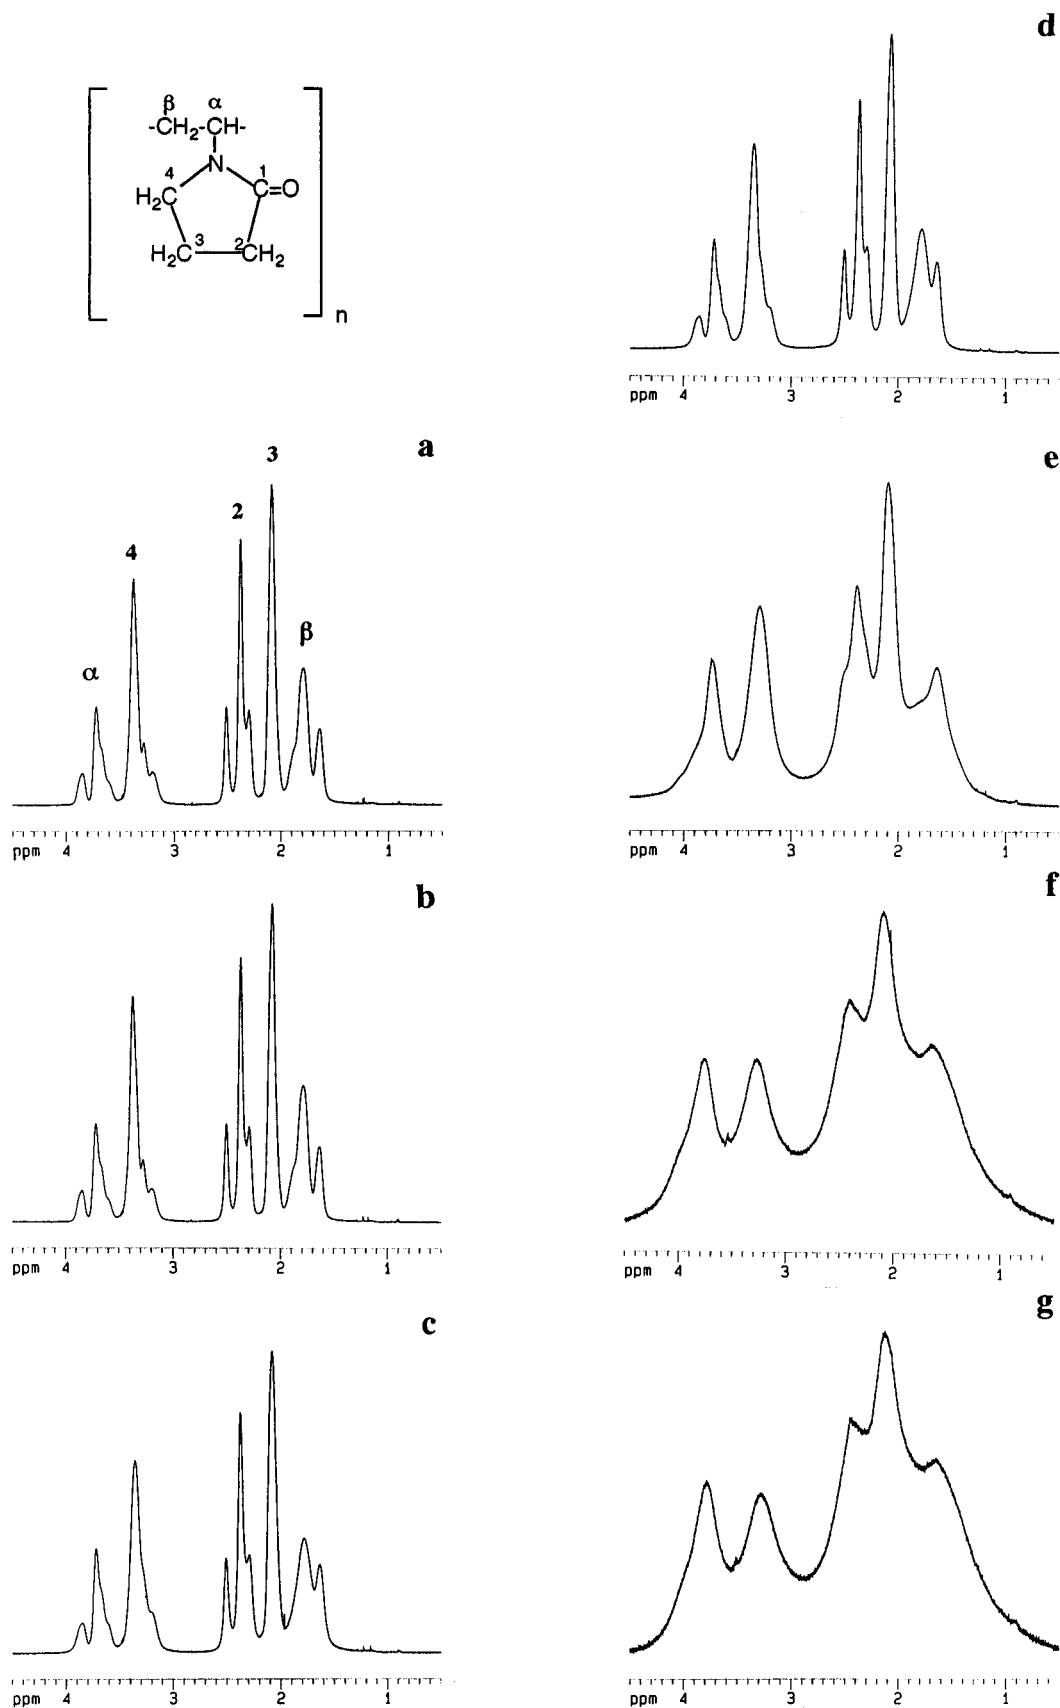 β α
-CH₂-CH-
N
4 1
H₂C C=O
3 2
H₂C CH₂
n
a
α 4 2 3 β
ppm 4 3 2 1
b
ppm 4 3 2 1
c
ppm 4 3 2 1
d
ppm 4 3 2 1
e
ppm 4 3 2 1
f
ppm 4 3 2 1
g
ppm 4 3 2 1